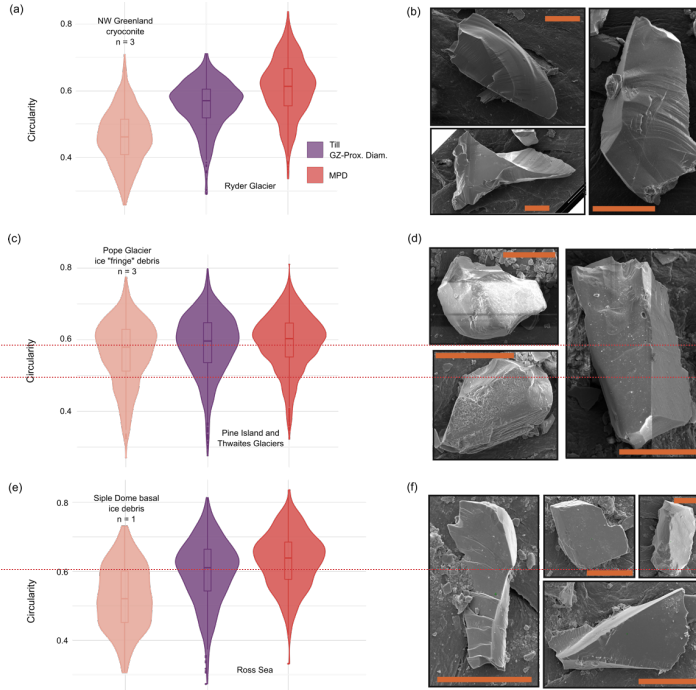 (a)
(b)
0.8
NW Greenland
cryoconite
n = 3
Circularity
0.6
0.4
Till
GZ-Prox. Diam.
MPD
Ryder Glacier
(c)
(d)
0.8
Pope Glacier
ice "fringe" debris
n = 3
Circularity
0.6
0.4
Pine Island and
Thwaites Glaciers
(e)
(f)
0.8
Siple Dome basal
ice debris
n = 1
Circularity
0.6
0.4
Ross Sea